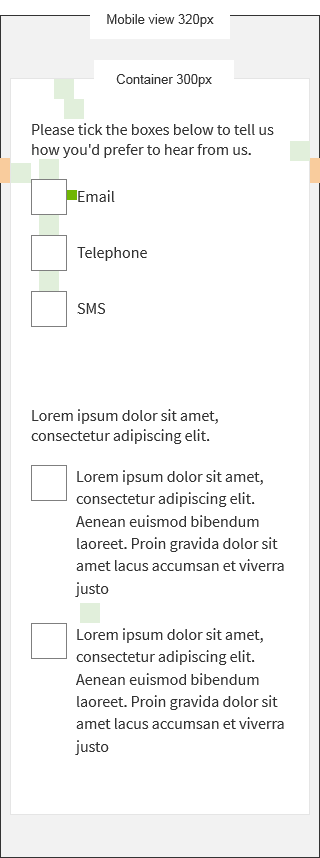 Mobile view 320px
Container 300px
Please tick the boxes below to tell us
how you'd prefer to hear from us.
Email
Telephone
SMS
Lorem ipsum dolor sit amet,
consectetur adipiscing elit.
Lorem ipsum dolor sit amet,
consectetur adipiscing elit.
Aenean euismod bibendum
laoreet. Proin gravida dolor sit
amet lacus accumsan et viverra
justo
Lorem ipsum dolor sit amet,
consectetur adipiscing elit.
Aenean euismod bibendum
laoreet. Proin gravida dolor sit
amet lacus accumsan et viverra
justo